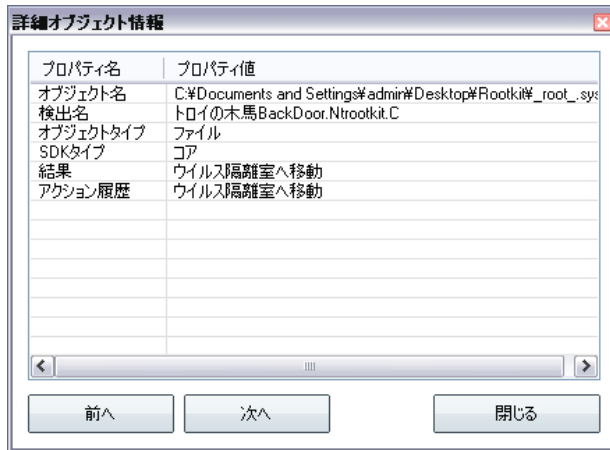 詳細オブジェクト情報
プロパティ名 プロパティ値
オブジェクト名 C:¥Documents and Settings¥admin¥Desktop¥Rootkit¥_root_.sys
検出名 トロイの木馬BackDoor.Ntrootkit.C
オブジェクトタイプ ファイル
SDKタイプ コア
結果 ウイルス隔離室へ移動
アクション履歴 ウイルス隔離室へ移動
前へ 次へ 閉じる